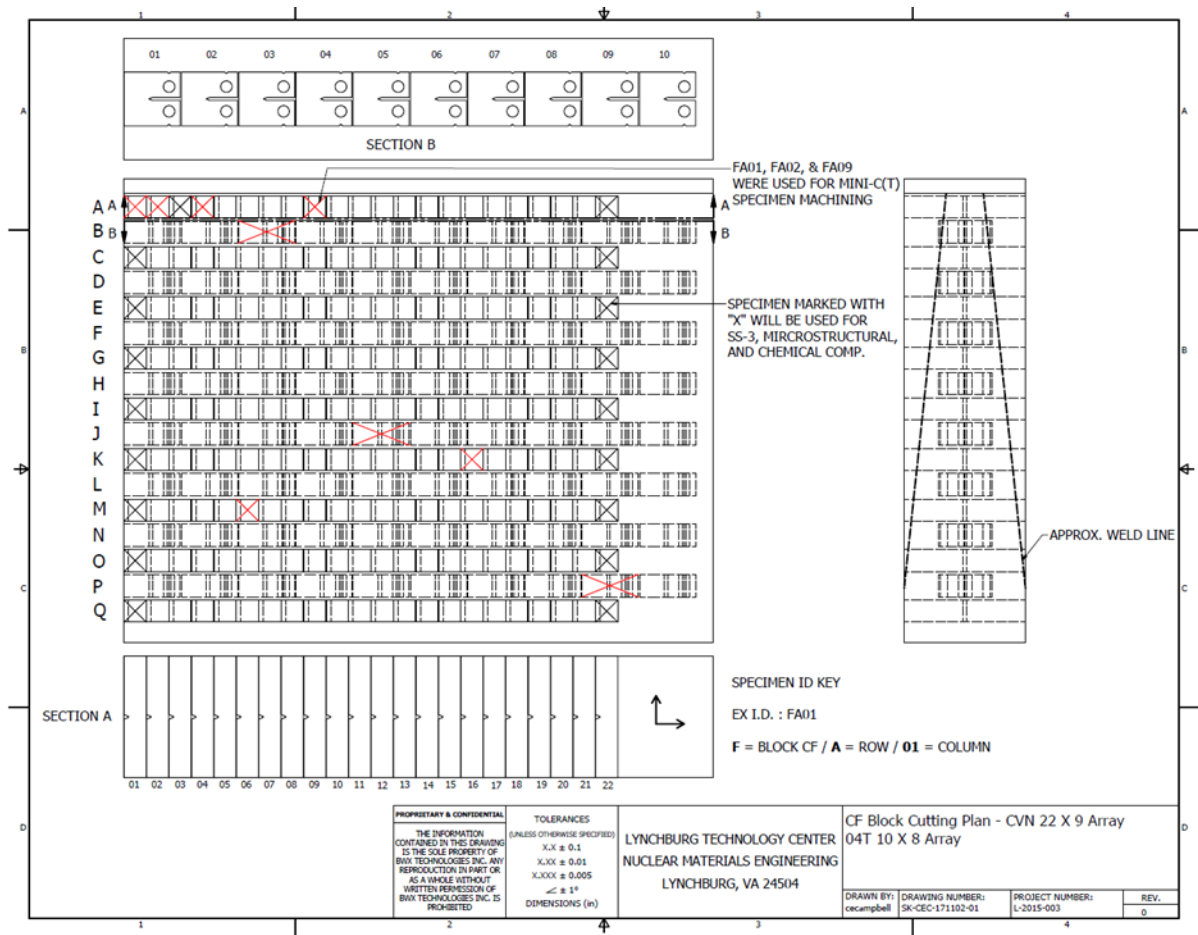 1 2 3 4
01 02 03 04 05 06 07 08 09 10
A A
SECTION B
FA01, FA02, & FA09
WERE USED FOR MINI-C(T)
SPECIMEN MACHINING
A A A
B B B
C
D
E
SPECIMEN MARKED WITH
"X" WILL BE USED FOR
SS-3, MIRCROSTRUCTURAL,
AND CHEMICAL COMP.
F
B B
G
H
I
J
K
L
M
N
APPROX. WELD LINE
O
C C
P
Q
SPECIMEN ID KEY
SECTION A
EX I.D. : FA01
F = BLOCK CF / A = ROW / 01 = COLUMN
01 02 03 04 05 06 07 08 09 10 11 12 13 14 15 16 17 18 19 20 21 22
D D
PROPRIETARY & CONFIDENTIAL
THE INFORMATION
CONTAINED IN THIS DRAWING
IS THE SOLE PROPERTY OF
BWX TECHNOLOGIES INC. ANY
REPRODUCTION IN PART OR
AS A WHOLE WITHOUT
WRITTEN PERMISSION OF
BWX TECHNOLOGIES INC. IS
PROHIBITED
TOLERANCES
(UNLESS OTHERWISE SPECIFIED)
X.X ± 0.1
X.XX ± 0.01
X.XXX ± 0.005
∠ ± 1°
DIMENSIONS (in)
LYNCHBURG TECHNOLOGY CENTER
NUCLEAR MATERIALS ENGINEERING
LYNCHBURG, VA 24504
CF Block Cutting Plan - CVN 22 X 9 Array
04T 10 X 8 Array
DRAWN BY:
cecampbell
DRAWING NUMBER:
SK-CEC-171102-01
PROJECT NUMBER:
L-2015-003
REV.
0
1 2 3 4